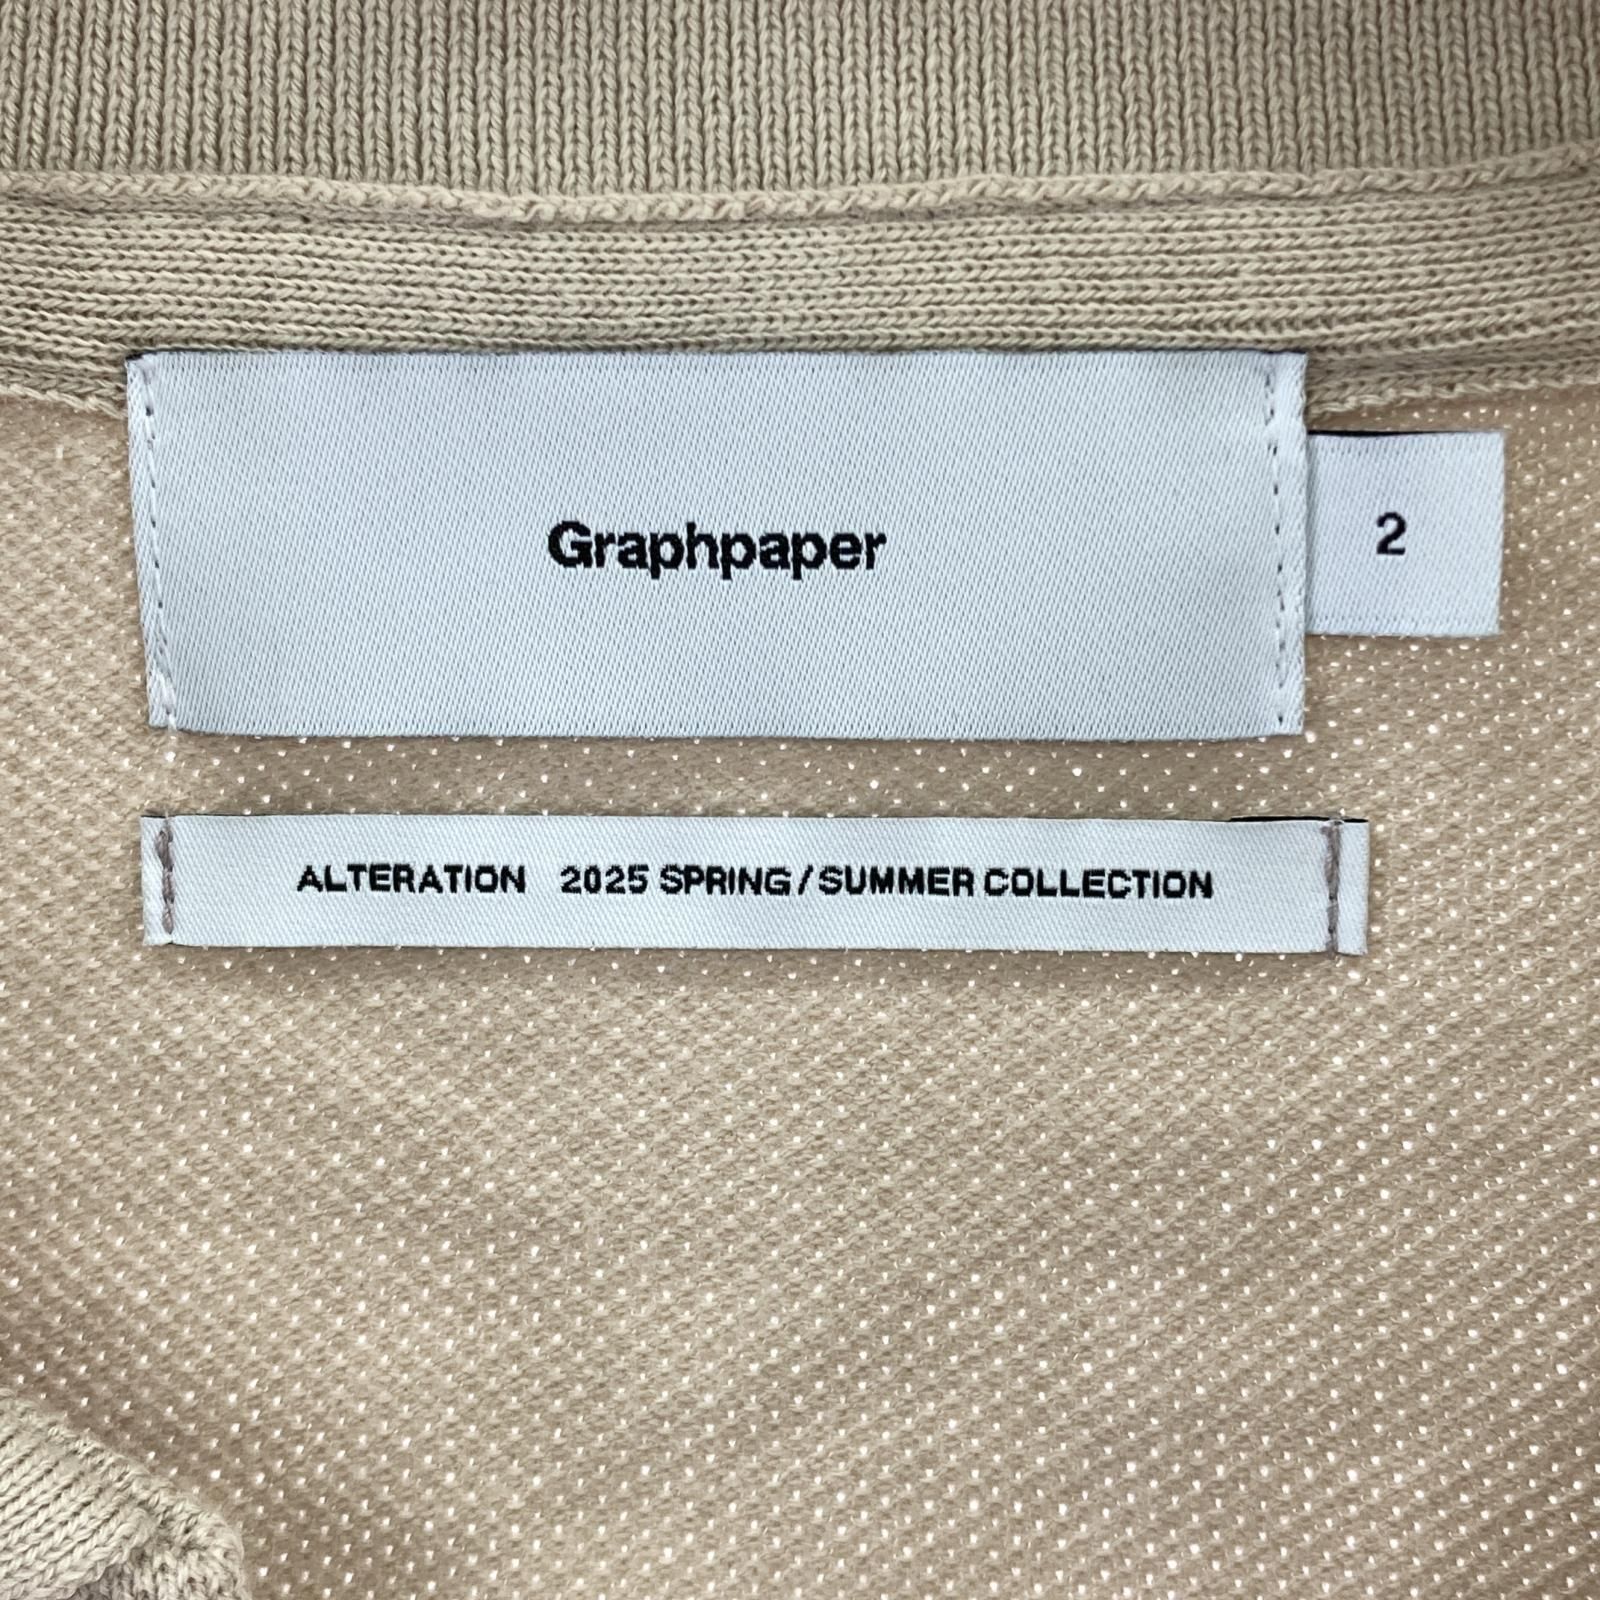 Graphpaper
2
ALTERATION 2025 SPRING/SUMMER COLLECTION